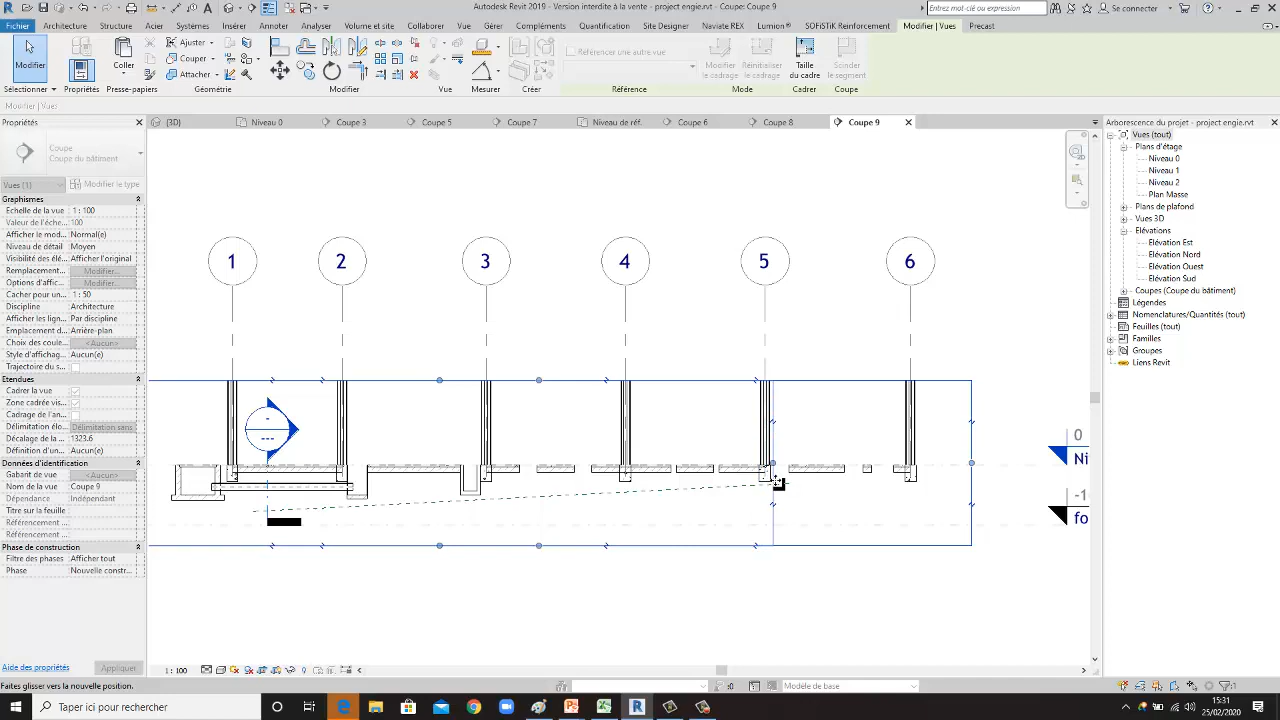 Autodesk Revit 2019 - Version interdite à la vente - project engie.rvt - Coupe: Coupe 9
Entrez mot-clé ou expression
Se connecter
Fichier Architecture Structure Acier Systèmes Insérer Annoter Analyser Volume et site Collaborer Vue Gérer Compléments Quantification Site Designer Navate REX Lumion® SOFiSTiK Reinforcement Modifier | Vues Precast
Modifier
Coller
Ajuster
Couper
Attacher
Référencer une autre vue
Modifier le cadrage
Réinitialiser le cadrage
Taille du cadre
Scinder le segment
Sélectionner Propriétés Presse-papiers Géométrie Modifier Vue Mesurer Créer Référence Mode Cadrer Coupe
Modifier | Vues
Propriétés
(3D) Niveau 0 Coupe 3 Coupe 5 Coupe 7 Niveau de réf. Coupe 6 Coupe 8 Coupe 9
Coupe
Coupe du bâtiment
Vues (1)
Modifier le type
Graphismes
Echelle de la vue 1 : 100
Valeur de l'éche... 100
Afficher le mod... Normal(e)
Niveau de détail Moyen
Visibilité des élé... Afficher l'original
Remplacement... Modifier...
Options d'affic... Modifier...
Cacher pour un... 1 : 50
Discipline Architecture
Afficher les lign... Par discipline
Emplacement d... Arrière-plan
Choix des coule... <Aucun>
Style d'affichag... Aucun(e)
Trajectoire du s...
Etendues
Cadrer la vue
Zone cadrée vis...
Cadrage de l'an...
Délimitation élo... Délimitation sans
Décalage de la ... 1323.6
Définition d'un... Aucun(e)
Données d'identification
Gabarit de vue <Aucun>
Nom de la vue Coupe 9
Dépendance Indépendant
Titre sur la feuille
Référencement ...
Référencement ...
Phase de construction
Filtre des phases Afficher tout
Phase Nouvelle constr...
Aide des propriétés
Appliquer
1 2 3 4 5 6
0
Ni
-1
fo
Arborescence du projet - project engie.rvt
Vues (tout)
Plans d'étage
Niveau 0
Niveau 1
Niveau 2
Plan Masse
Plans de plafond
Vues 3D
Elévations
Elévation Est
Elévation Nord
Elévation Ouest
Elévation Sud
Coupes (Coupe du bâtiment)
Légendes
Nomenclatures/Quantités (tout)
Feuilles (tout)
Familles
Groupes
Liens Revit
1 : 100
Faites glisser vers la nouvelle position.
:0
Modèle de base
Taper ici pour rechercher
15:31
25/02/2020